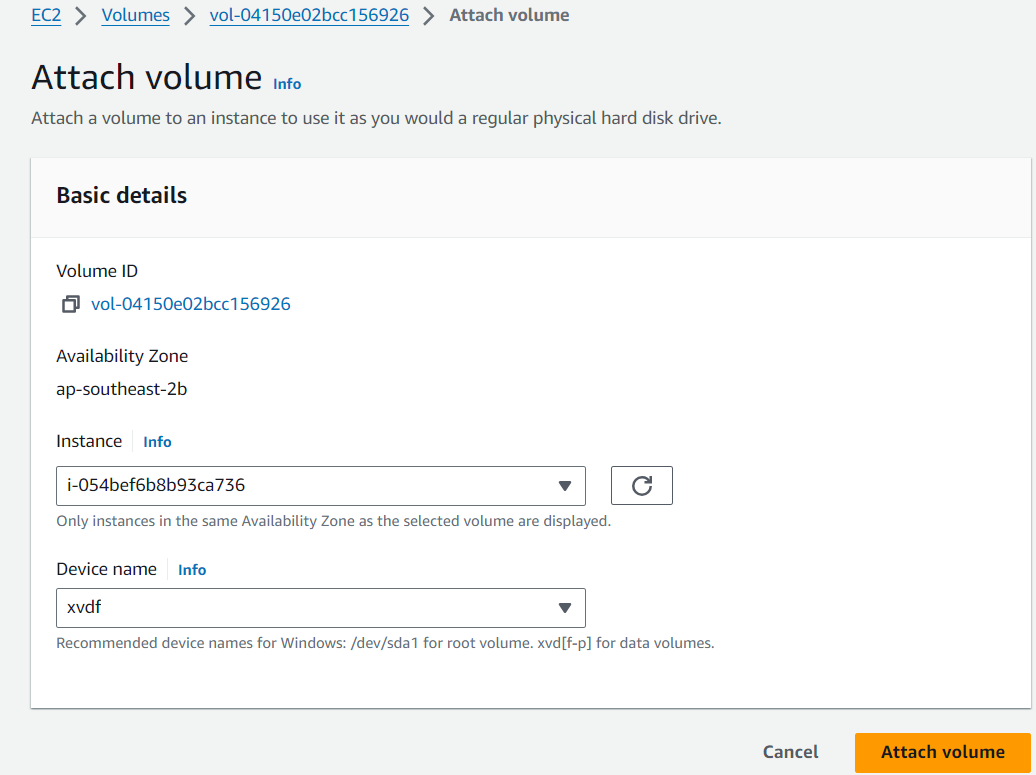 EC2 > Volumes > vol-04150e02bcc156926 > Attach volume
Attach volume Info
Attach a volume to an instance to use it as you would a regular physical hard disk drive.
Basic details
Volume ID
vol-04150e02bcc156926
Availability Zone
ap-southeast-2b
Instance Info
i-054bef6b8b93ca736
Only instances in the same Availability Zone as the selected volume are displayed.
Device name Info
xvdf
Recommended device names for Windows: /dev/sda1 for root volume. xvd[f-p] for data volumes.
Cancel Attach volume